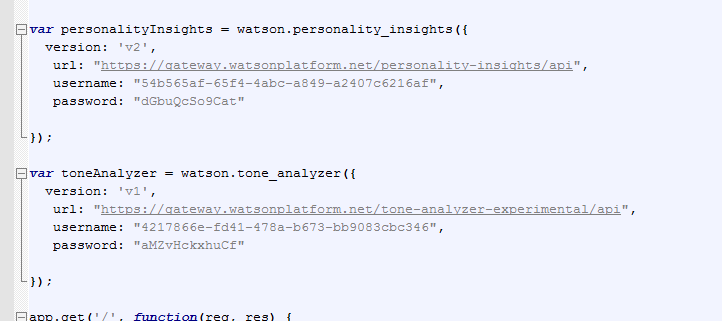 var personalityInsights = watson.personality_insights({
version: 'v2',
url: "https://gateway.watsonplatform.net/personality-insights/api",
username: "54b565af-65f4-4abc-a849-a2407c6216af",
password: "dGbuQcSo9Cat"
});
var toneAnalyzer = watson.tone_analyzer({
version: 'v1',
url: "https://gateway.watsonplatform.net/tone-analyzer-experimental/api",
username: "4217866e-fd41-478a-b673-bb9083cbc346",
password: "aMZvHckxhuCf"
});
app.get('/', function(req, res) {